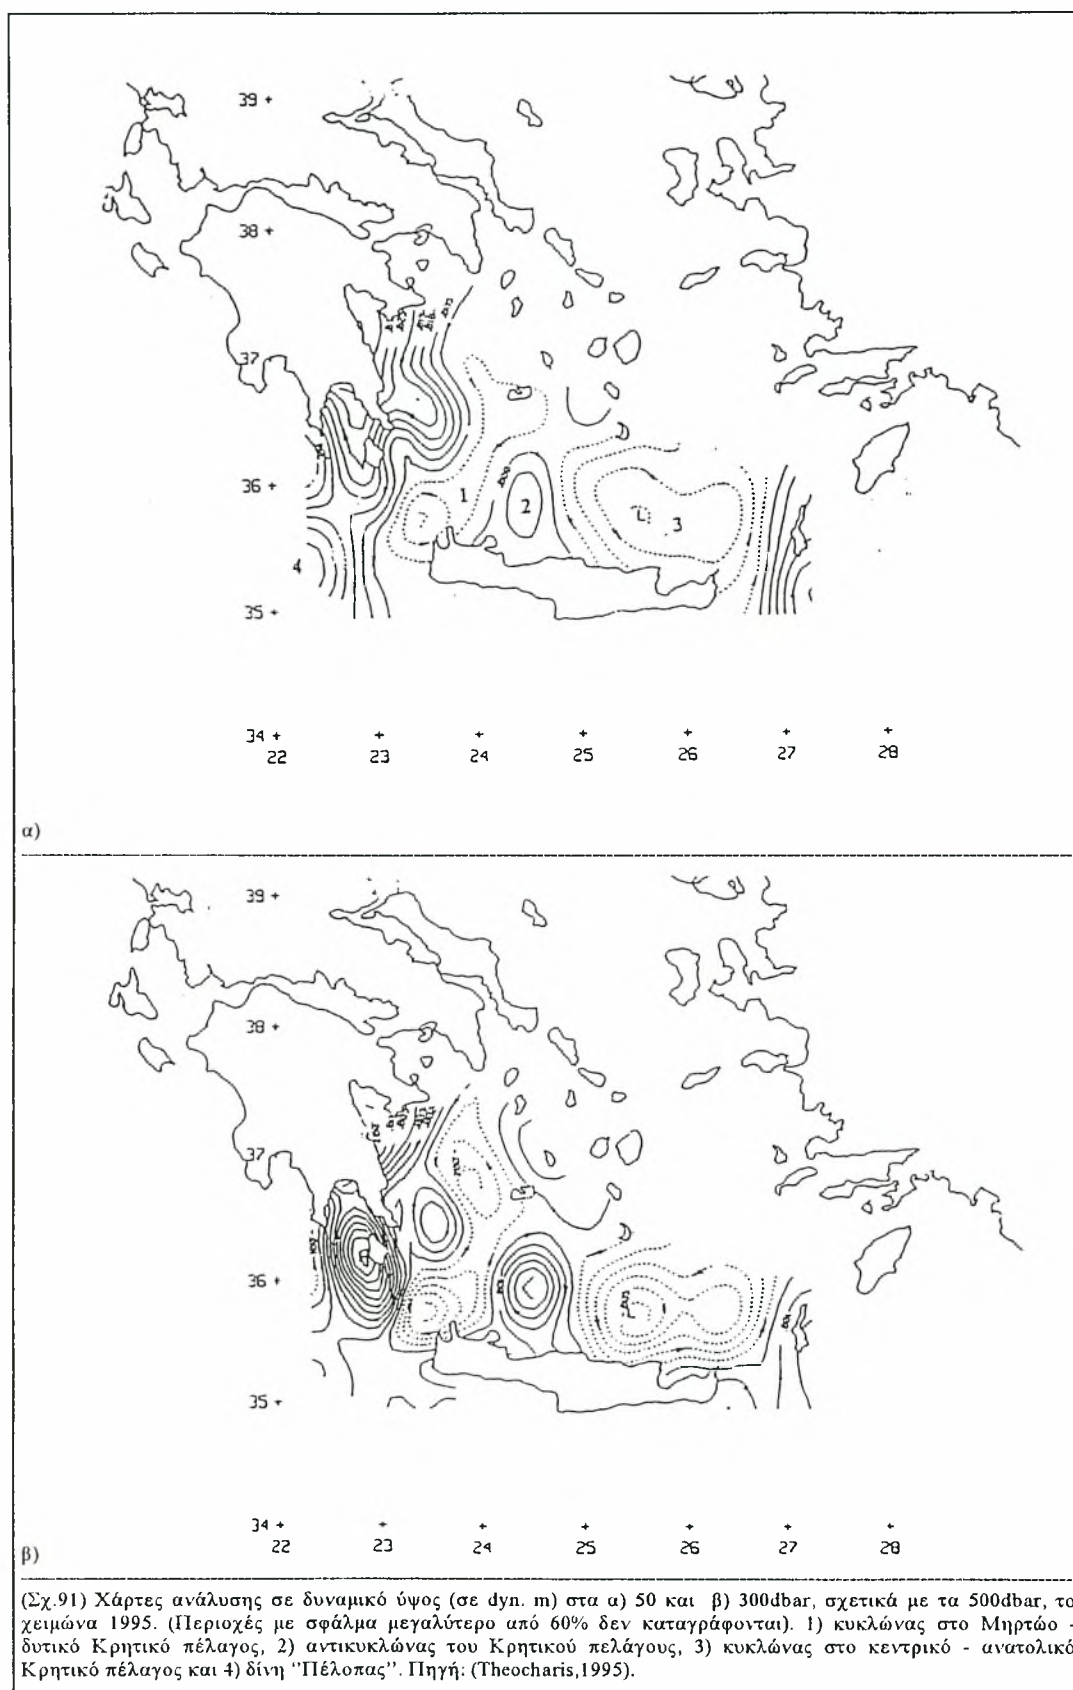 39 +
38 +
37
36 +
35 +
34 +
22 23 24 25 26 27 28
1
2
3
4
α)
39 +
38 +
37
36 +
35 +
34 +
22 23 24 25 26 27 28
β)
(Σχ.91) Χάρτες ανάλυσης σε δυναμικό ύψος (σε dyn. m) στα α) 50 και β) 300dbar, σχετικά με τα 500dbar, το
χειμώνα 1995. (Περιοχές με σφάλμα μεγαλύτερο από 60% δεν καταγράφονται). 1) κυκλώνας στο Μηρτώο -
δυτικό Κρητικό πέλαγος, 2) αντικυκλώνας του Κρητικού πελάγους, 3) κυκλώνας στο κεντρικό - ανατολικό
Κρητικό πέλαγος και 4) δίνη ‘‘Πέλοπας’’. Πηγή: (Theocharis,1995).